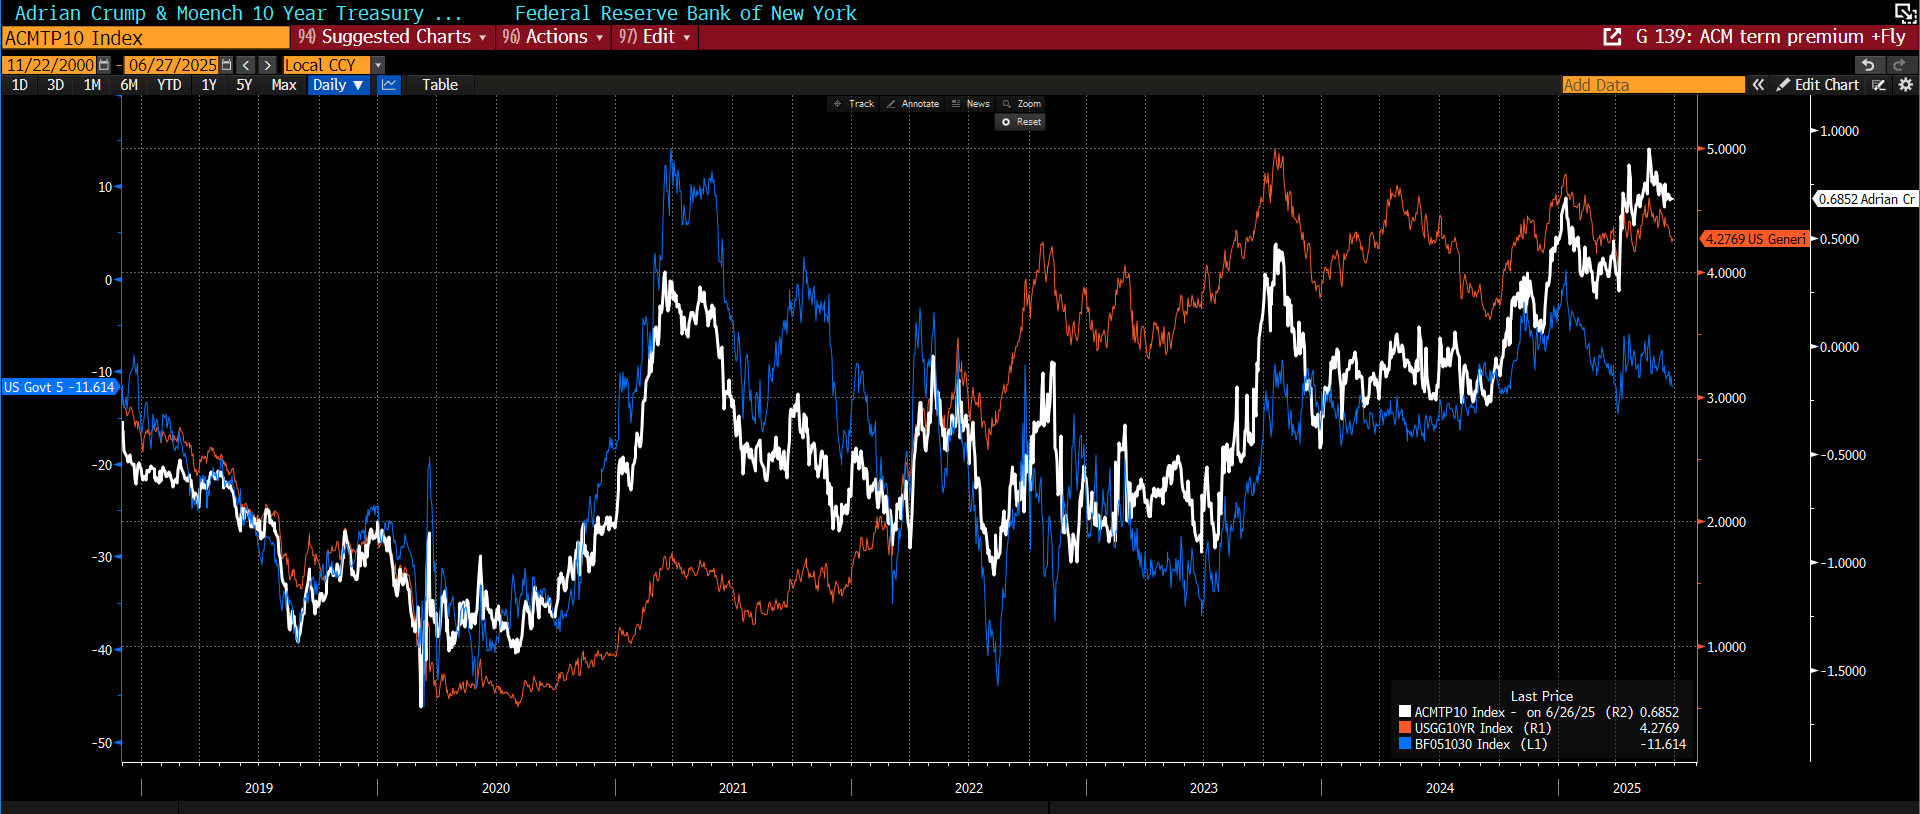 Adrian Crump & Moench 10 Year Treasury ... Federal Reserve Bank of New York
ACMTP10 Index 94) Suggested Charts 96) Actions 97) Edit G 139: ACM term premium +Fly
11/22/2000 - 06/27/2025 Local CCY
1D 3D 1M 6M YTD 1Y 5Y Max Daily ▼ Table Add Data « Edit Chart
Track Annotate News Zoom
Reset
1.0000
5.0000
10
0.6852 Adrian Cr
4.2769 US Generi 0.5000
0 4.0000
0.0000
-10
US Govt 5 -11.614
3.0000
-20 -0.5000
2.0000
-30 -1.0000
-40 1.0000
-1.5000
Last Price
ACMTP10 Index - on 6/26/25 (R2) 0.6852
USGG10YR Index (R1) 4.2769
BF051030 Index (L1) -11.614
-50
2019 2020 2021 2022 2023 2024 2025